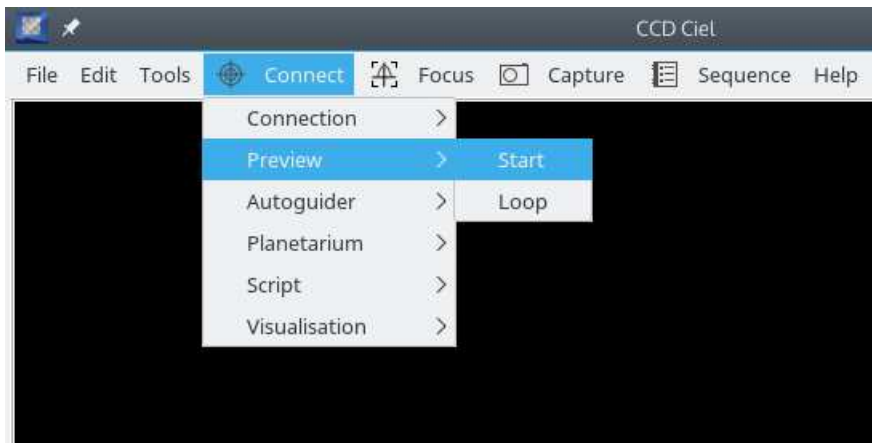 CCD Ciel
File Edit Tools Connect Focus Capture Sequence Help
Connection
Preview Start
Autoguider Loop
Planetarium
Script
Visualisation